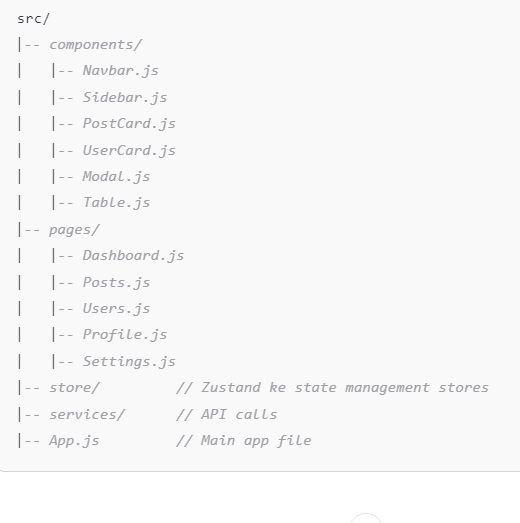 src/
|-- components/
|   |-- Navbar.js
|   |-- Sidebar.js
|   |-- PostCard.js
|   |-- UserCard.js
|   |-- Modal.js
|   |-- Table.js
|-- pages/
|   |-- Dashboard.js
|   |-- Posts.js
|   |-- Users.js
|   |-- Profile.js
|   |-- Settings.js
|-- store/         // Zustand ke state management stores
|-- services/      // API calls
|-- App.js         // Main app file